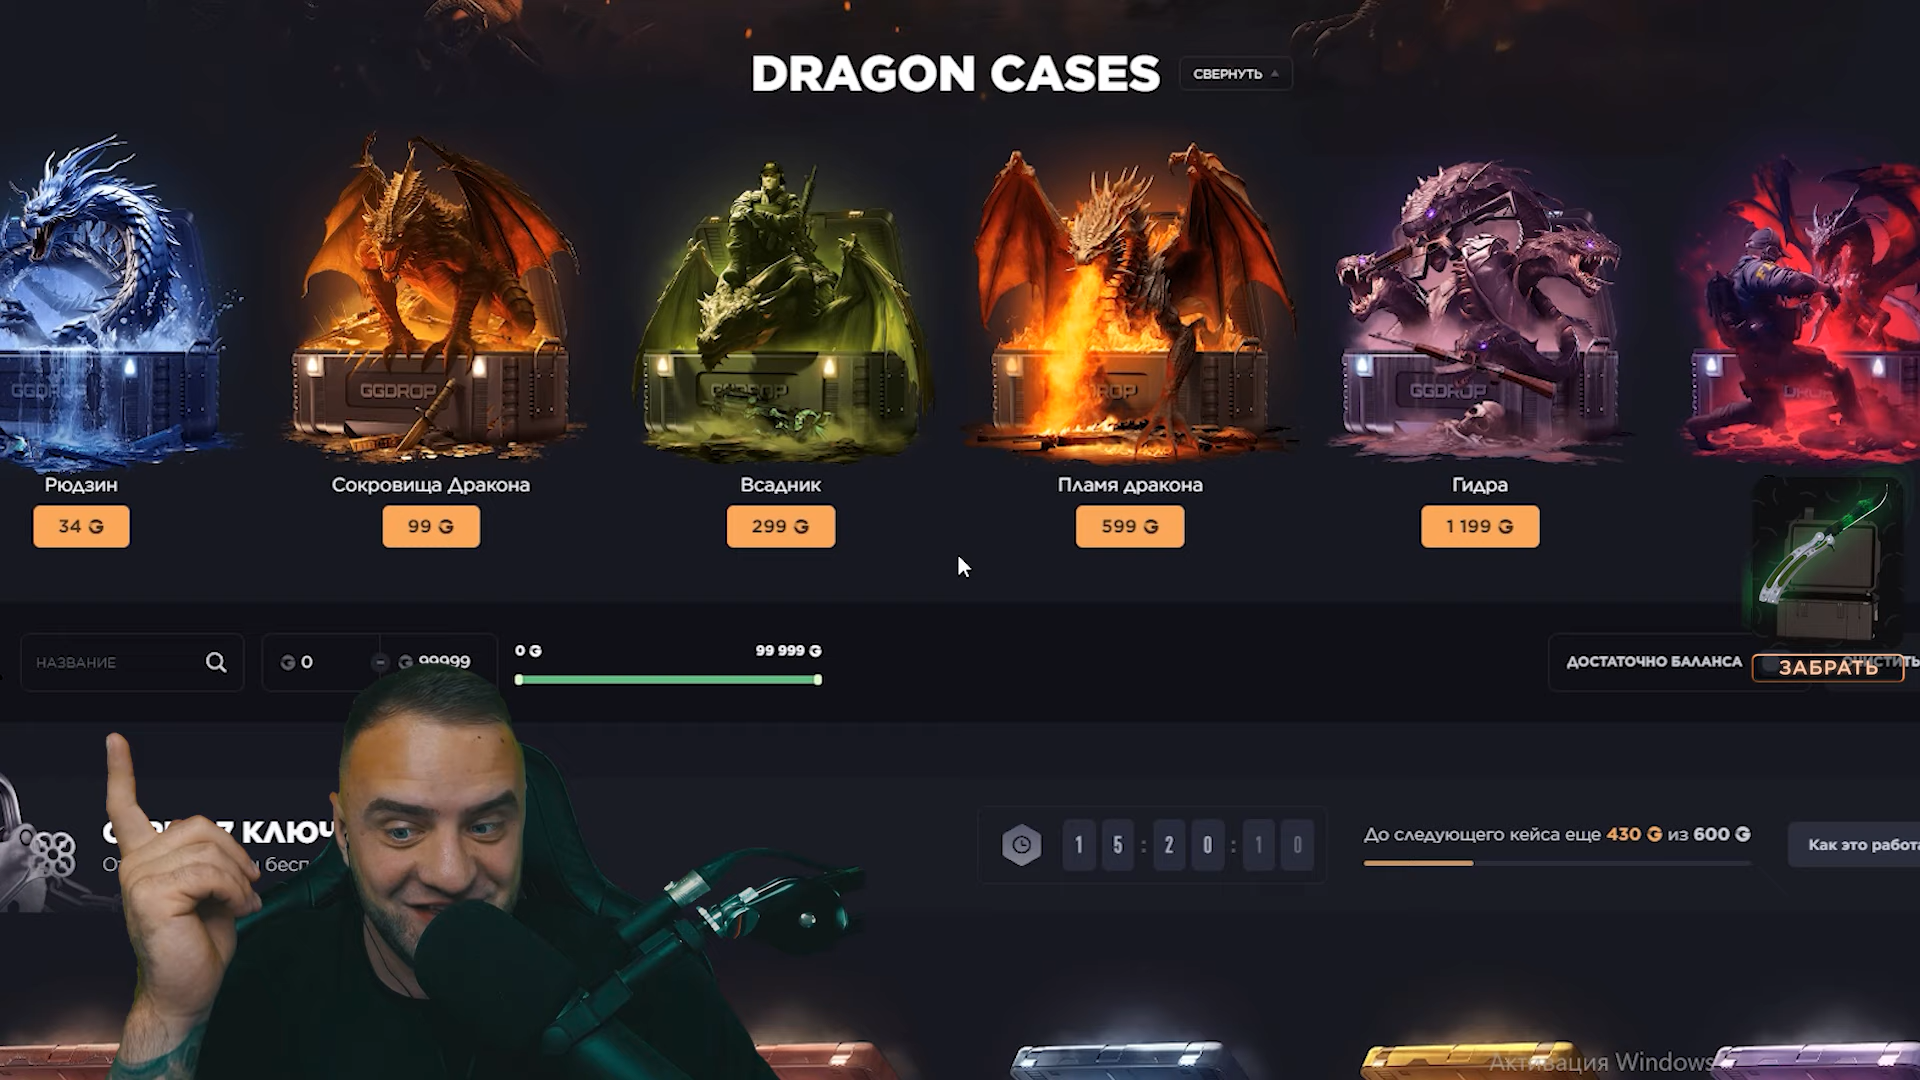 DRAGON CASES
СВЕРНУТЬ
GGDROP
GGDROP
GGDROP
Рюдзин
Сокровища Дракона
Всадник
Пламя дракона
Гидра
34 G
99 G
299 G
599 G
1 199 G
НАЗВАНИЕ
G 0
G 99999
0 G
99 999 G
ДОСТАТОЧНО БАЛАНСА
ЗАБРАТЬ
15:20:10
До следующего кейса еще 430 G из 600 G
Как это
Активация Windows